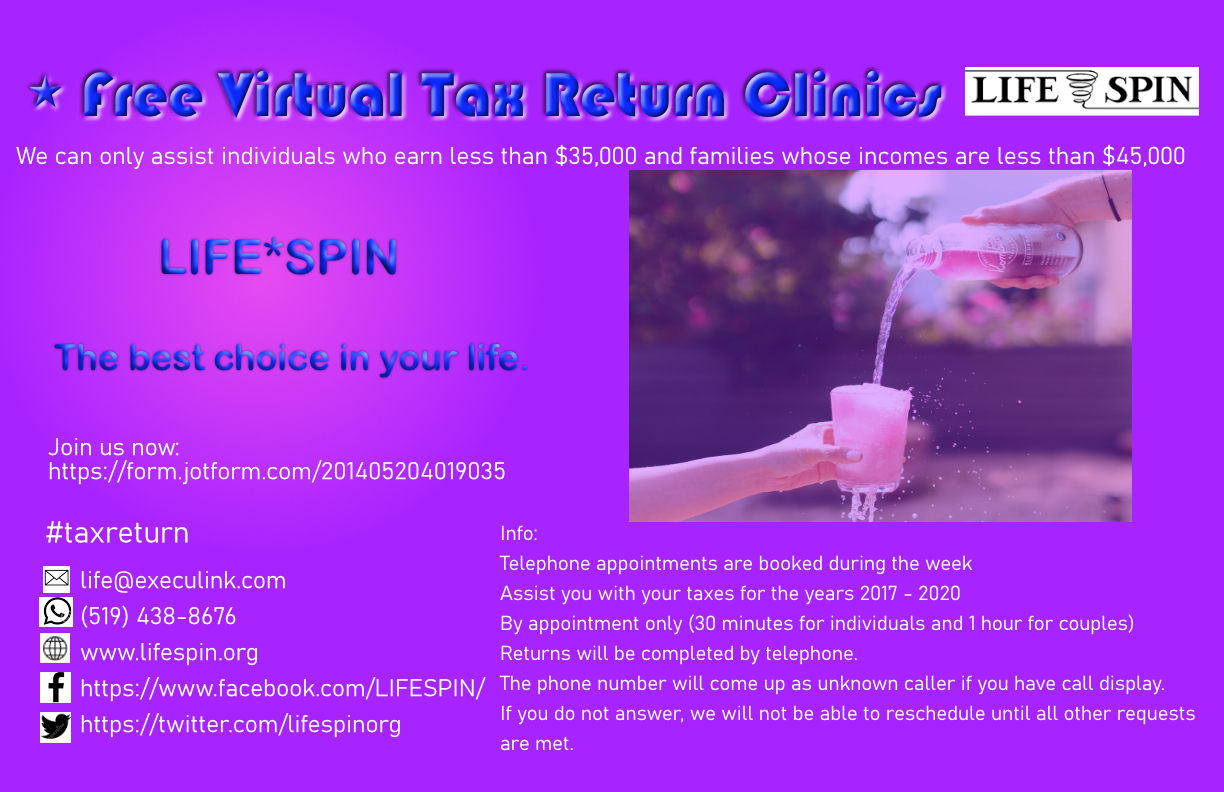 Free Virtual Tax Return Clinics
LIFE SPIN
We can only assist individuals who earn less than $35,000 and families whose incomes are less than $45,000
LIFE*SPIN
The best choice in your life.
Join us now:
https://form.jotform.com/201405204019035
#taxreturn
life@execulink.com
(519) 438-8676
www.lifespin.org
https://www.facebook.com/LIFESPIN/
https://twitter.com/lifespinorg
Info:
Telephone appointments are booked during the week
Assist you with your taxes for the years 2017 - 2020
By appointment only (30 minutes for individuals and 1 hour for couples)
Returns will be completed by telephone.
The phone number will come up as unknown caller if you have call display.
If you do not answer, we will not be able to reschedule until all other requests
are met.